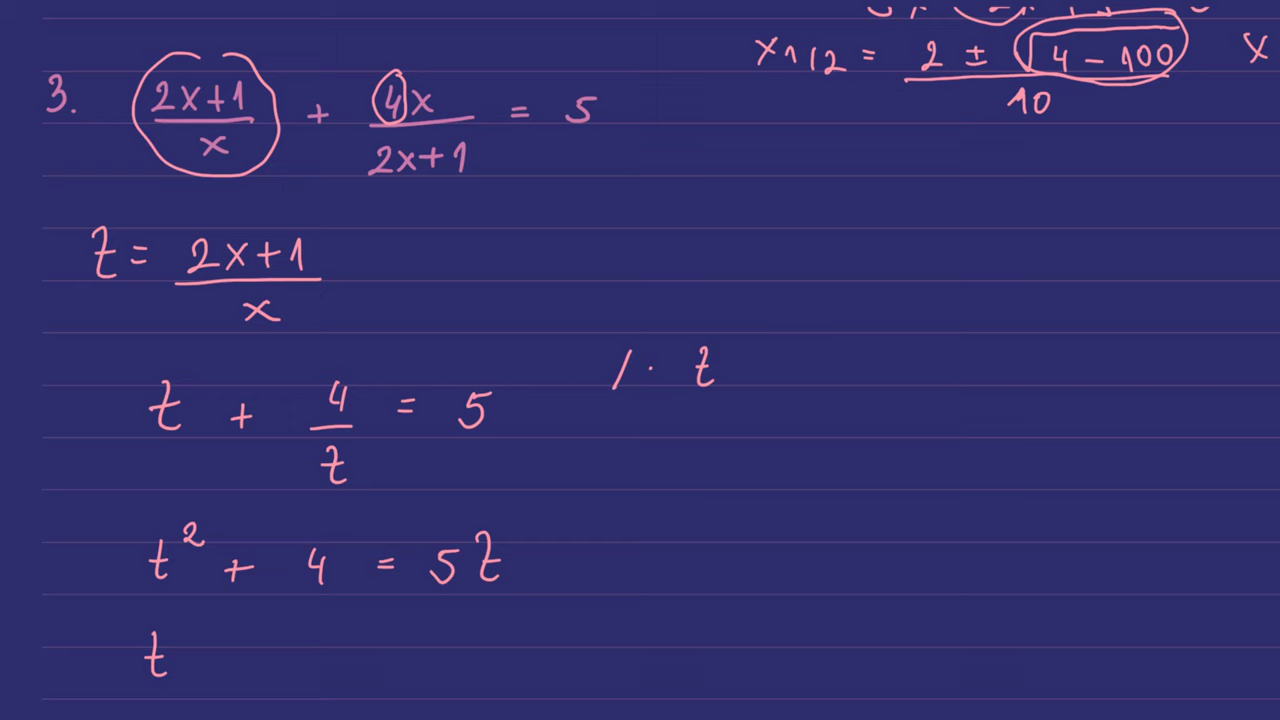 x1/2 = (2 ± √(4 - 100))/10 x
3. (2x+1)/x + 4x/(2x+1) = 5
t = (2x+1)/x
t + 4/t = 5 / · t
t² + 4 = 5t
t